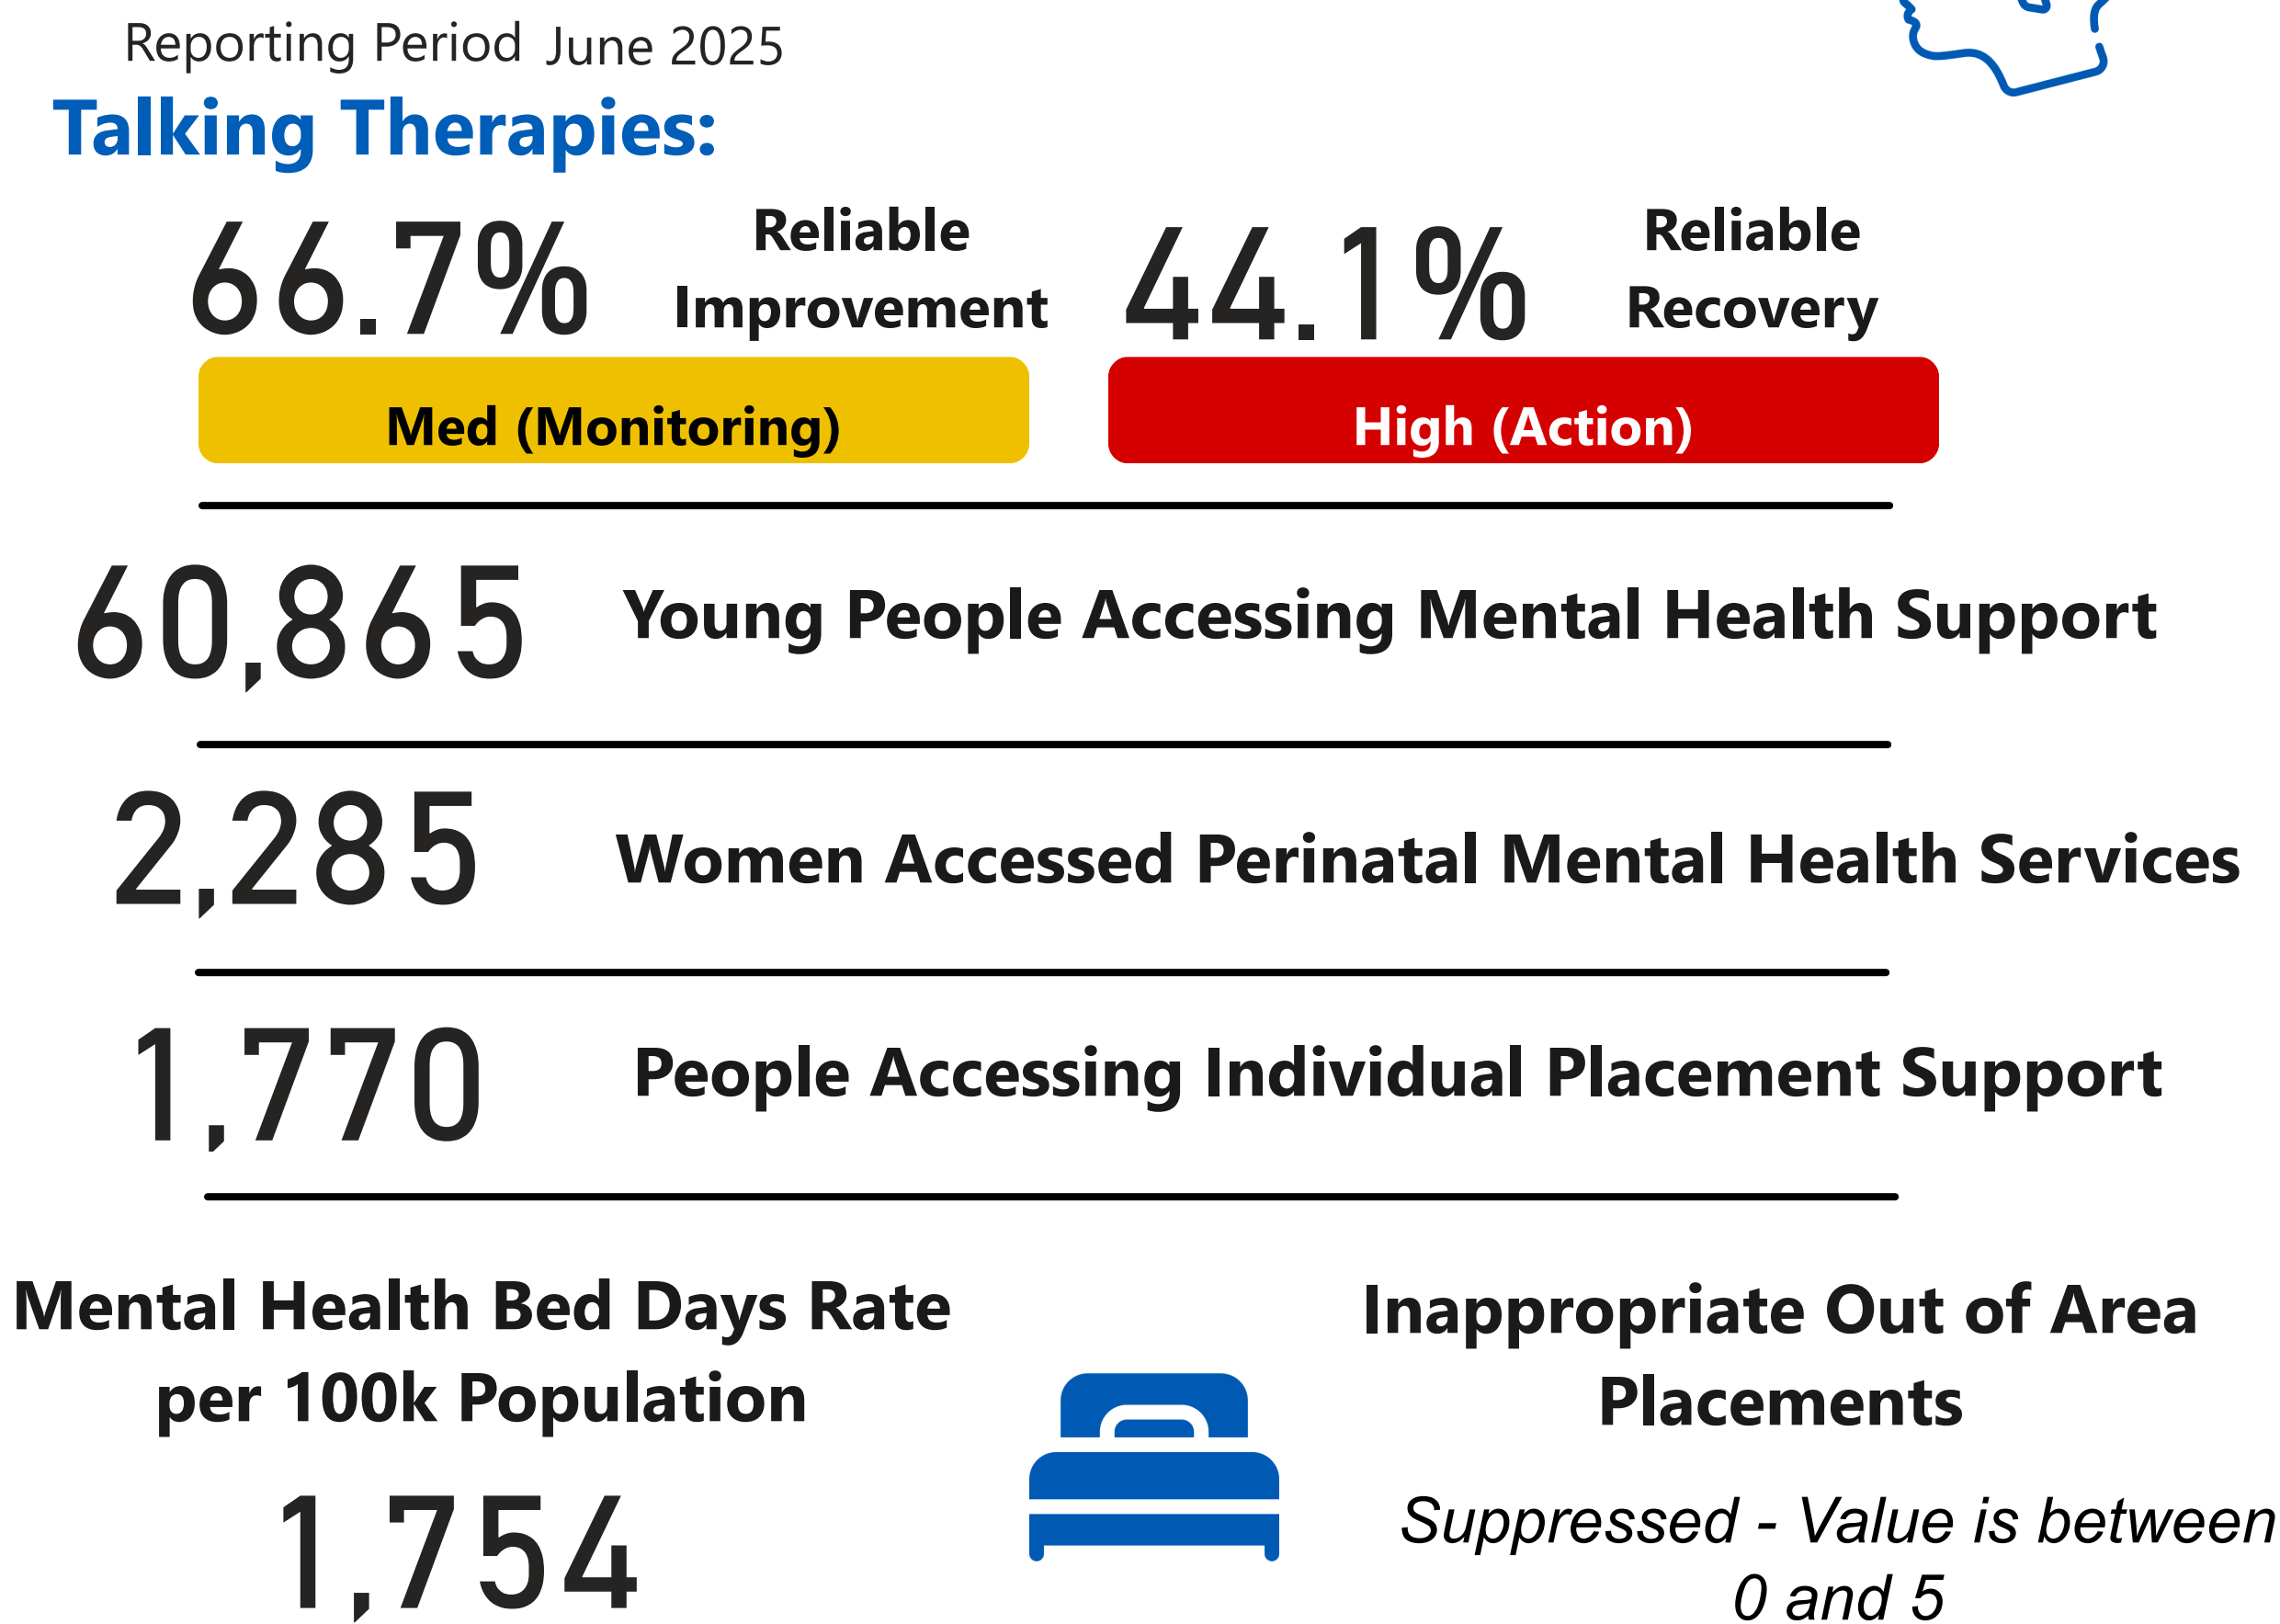 Reporting Period June 2025
Talking Therapies:
66.7%
Reliable
Improvement
44.1%
Reliable
Recovery
Med (Monitoring)
High (Action)
60,865
Young People Accessing Mental Health Support
2,285
Women Accessed Perinatal Mental Health Services
1,770
People Accessing Individual Placement Support
Mental Health Bed Days Rate
per 100k Population
1,754
Inappropriate Out of Area
Placements
Suppressed - Value is between
0 and 5